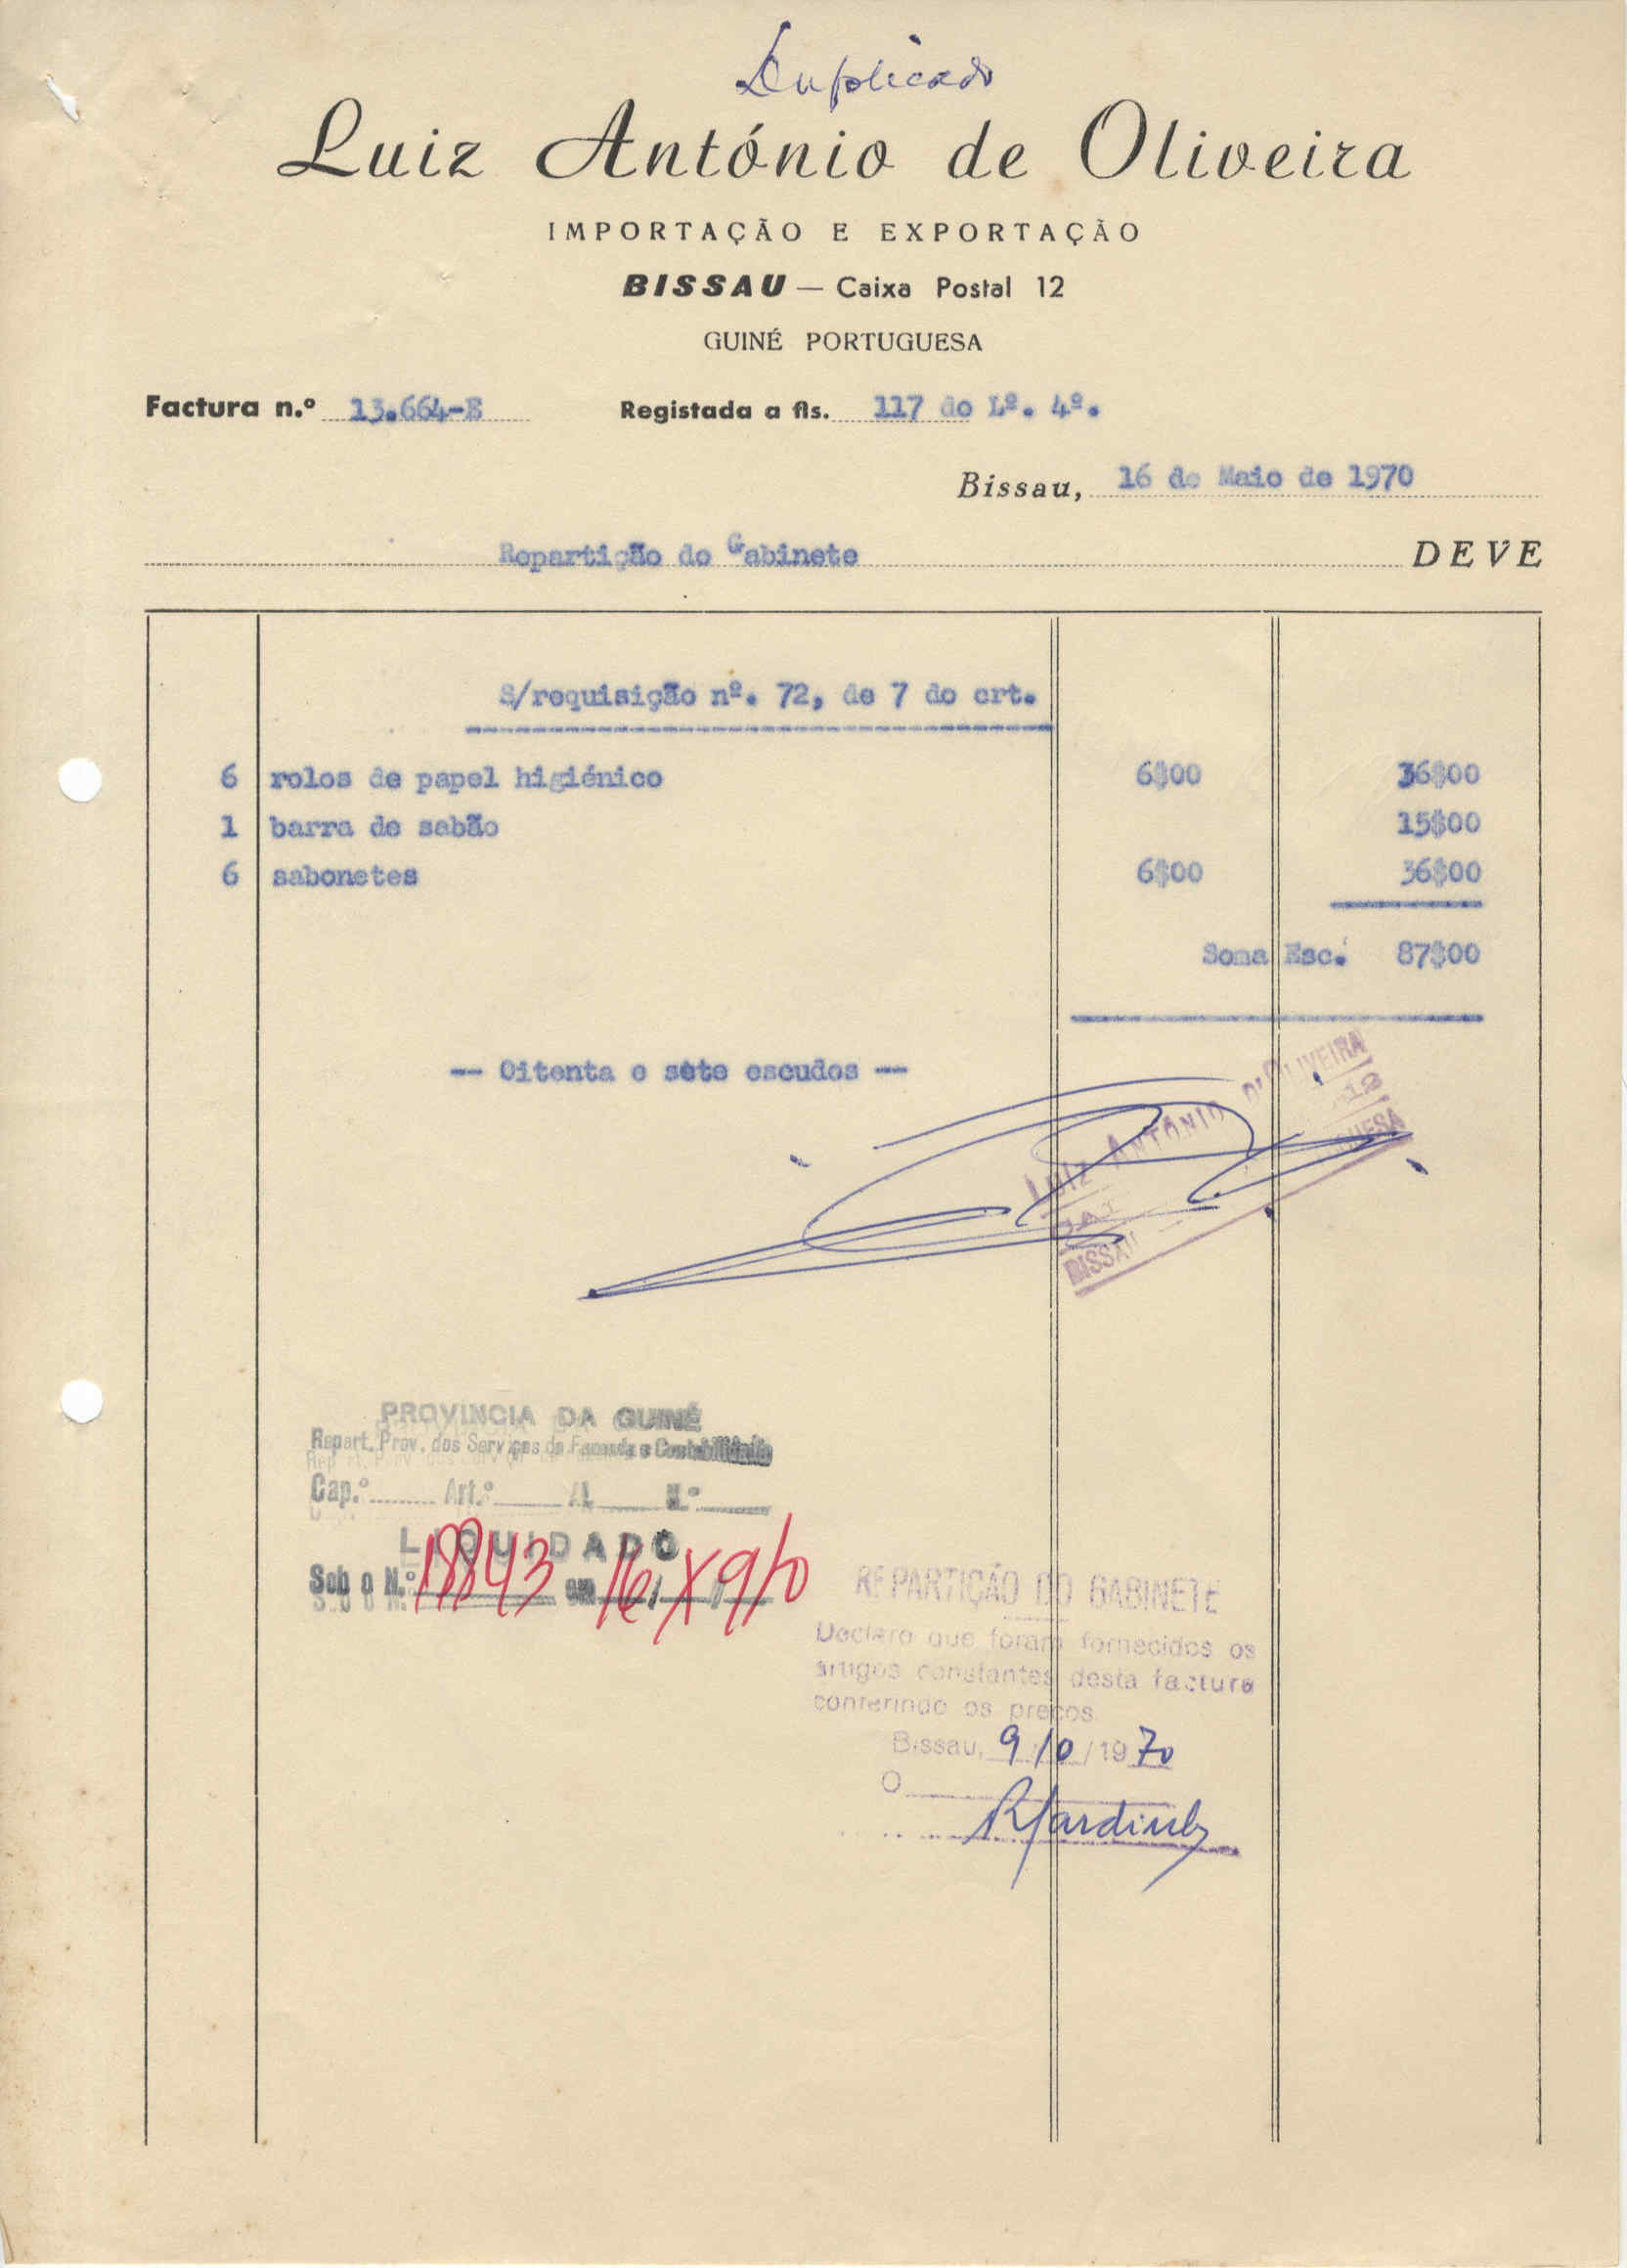 Duplicado
Luiz António de Oliveira
IMPORTAÇÃO E EXPORTAÇÃO
BISSAU — Caixa Postal 12
GUINÉ PORTUGUESA
Factura n.º 13.664-B Registada a fls. 117 do Lº. 4º.
Bissau, 16 de Maio de 1970
Repartição do Gabinete DEVE
S/requisição nº. 72, de 7 do crt.
6 rolos de papel higiénico 6$00 36$00
1 barra de sabão 15$00
6 sabonetes 6$00 36$00
Soma Esc. 87$00
-- Oitenta e sete escudos --
LUIZ ANTÓNIO D'OLIVEIRA
12
BISSAU
PROVINCIA DA GUINÉ
Repart. Prov. dos Serviços de Fazenda e Contabilidade
Cap.º Art.º N.º
LIQUIDADO
Sob o N.º 18843 em 16/X/970
REPARTIÇÃO DO GABINETE
Declaro que foram fornecidos os
artigos constantes desta factura
conferindo os preços
Bissau, 9/10/1970
O